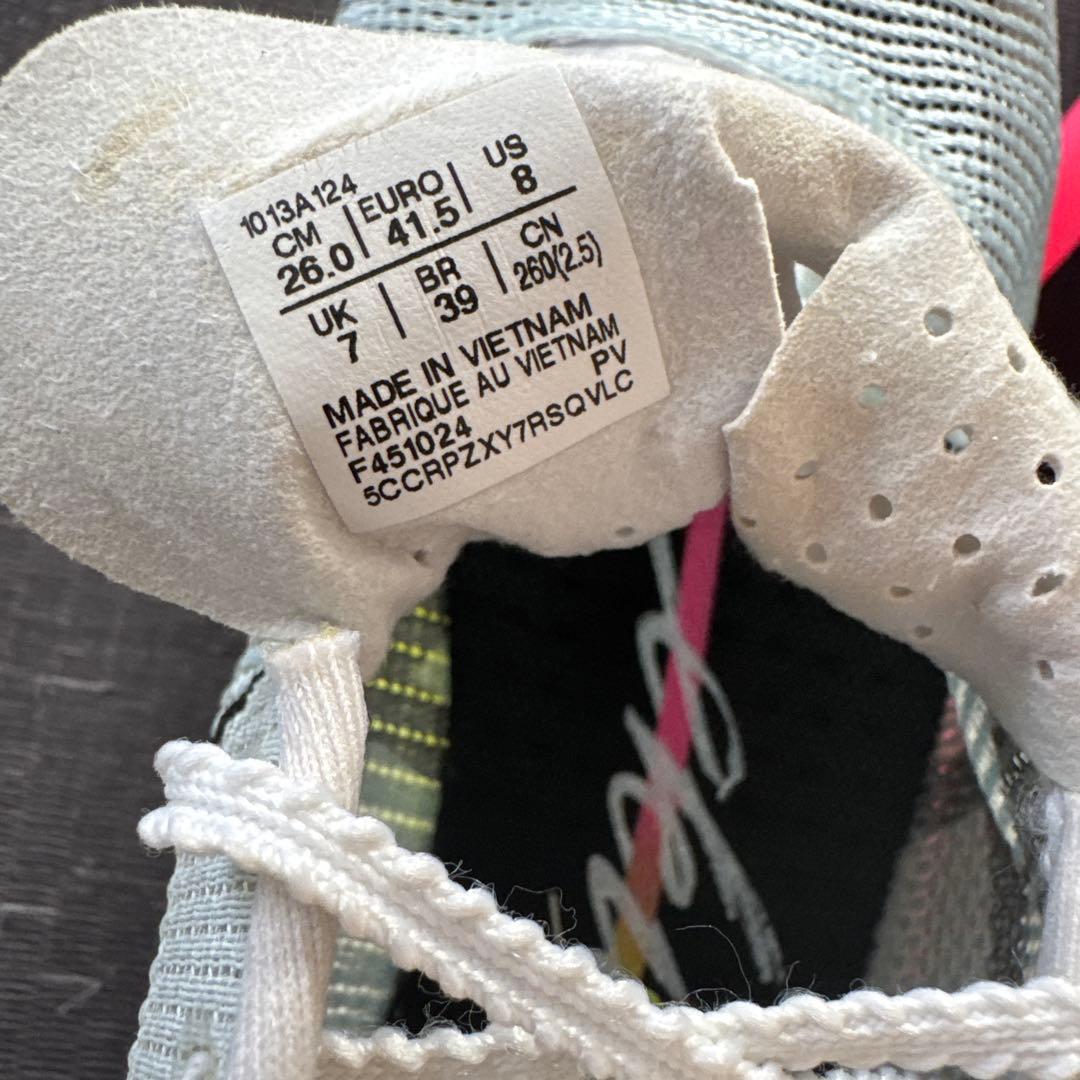 1013A124
CM EURO US
26.0 41.5 8
UK BR CN
7 39 260(2.5)
MADE IN VIETNAM
FABRIQUE AU VIETNAM
F451024 PV
5CCRPZXY7RSQVLC